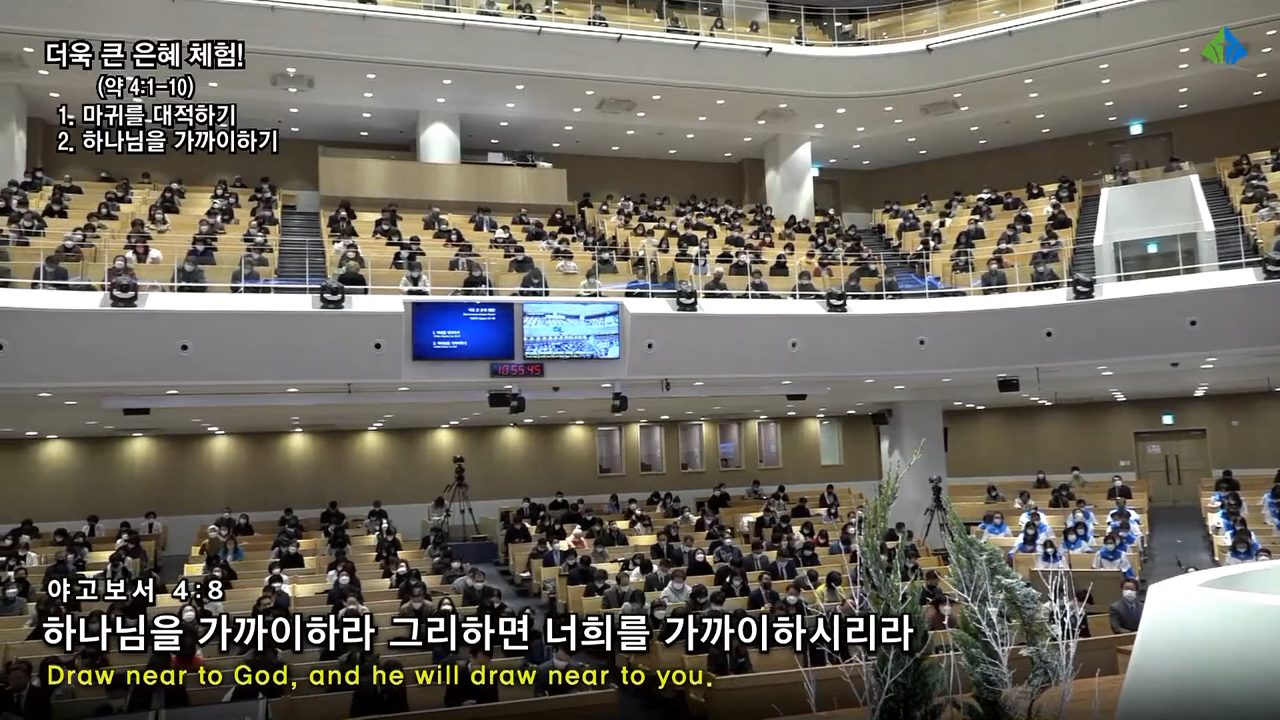 더욱 큰 은혜 체험!
(약 4:1-10)
1. 마귀를 대적하기
2. 하나님을 가까이하기
10:55:45
야고보서 4:8
하나님을 가까이하라 그리하면 너희를 가까이하시리라
Draw near to God, and he will draw near to you.